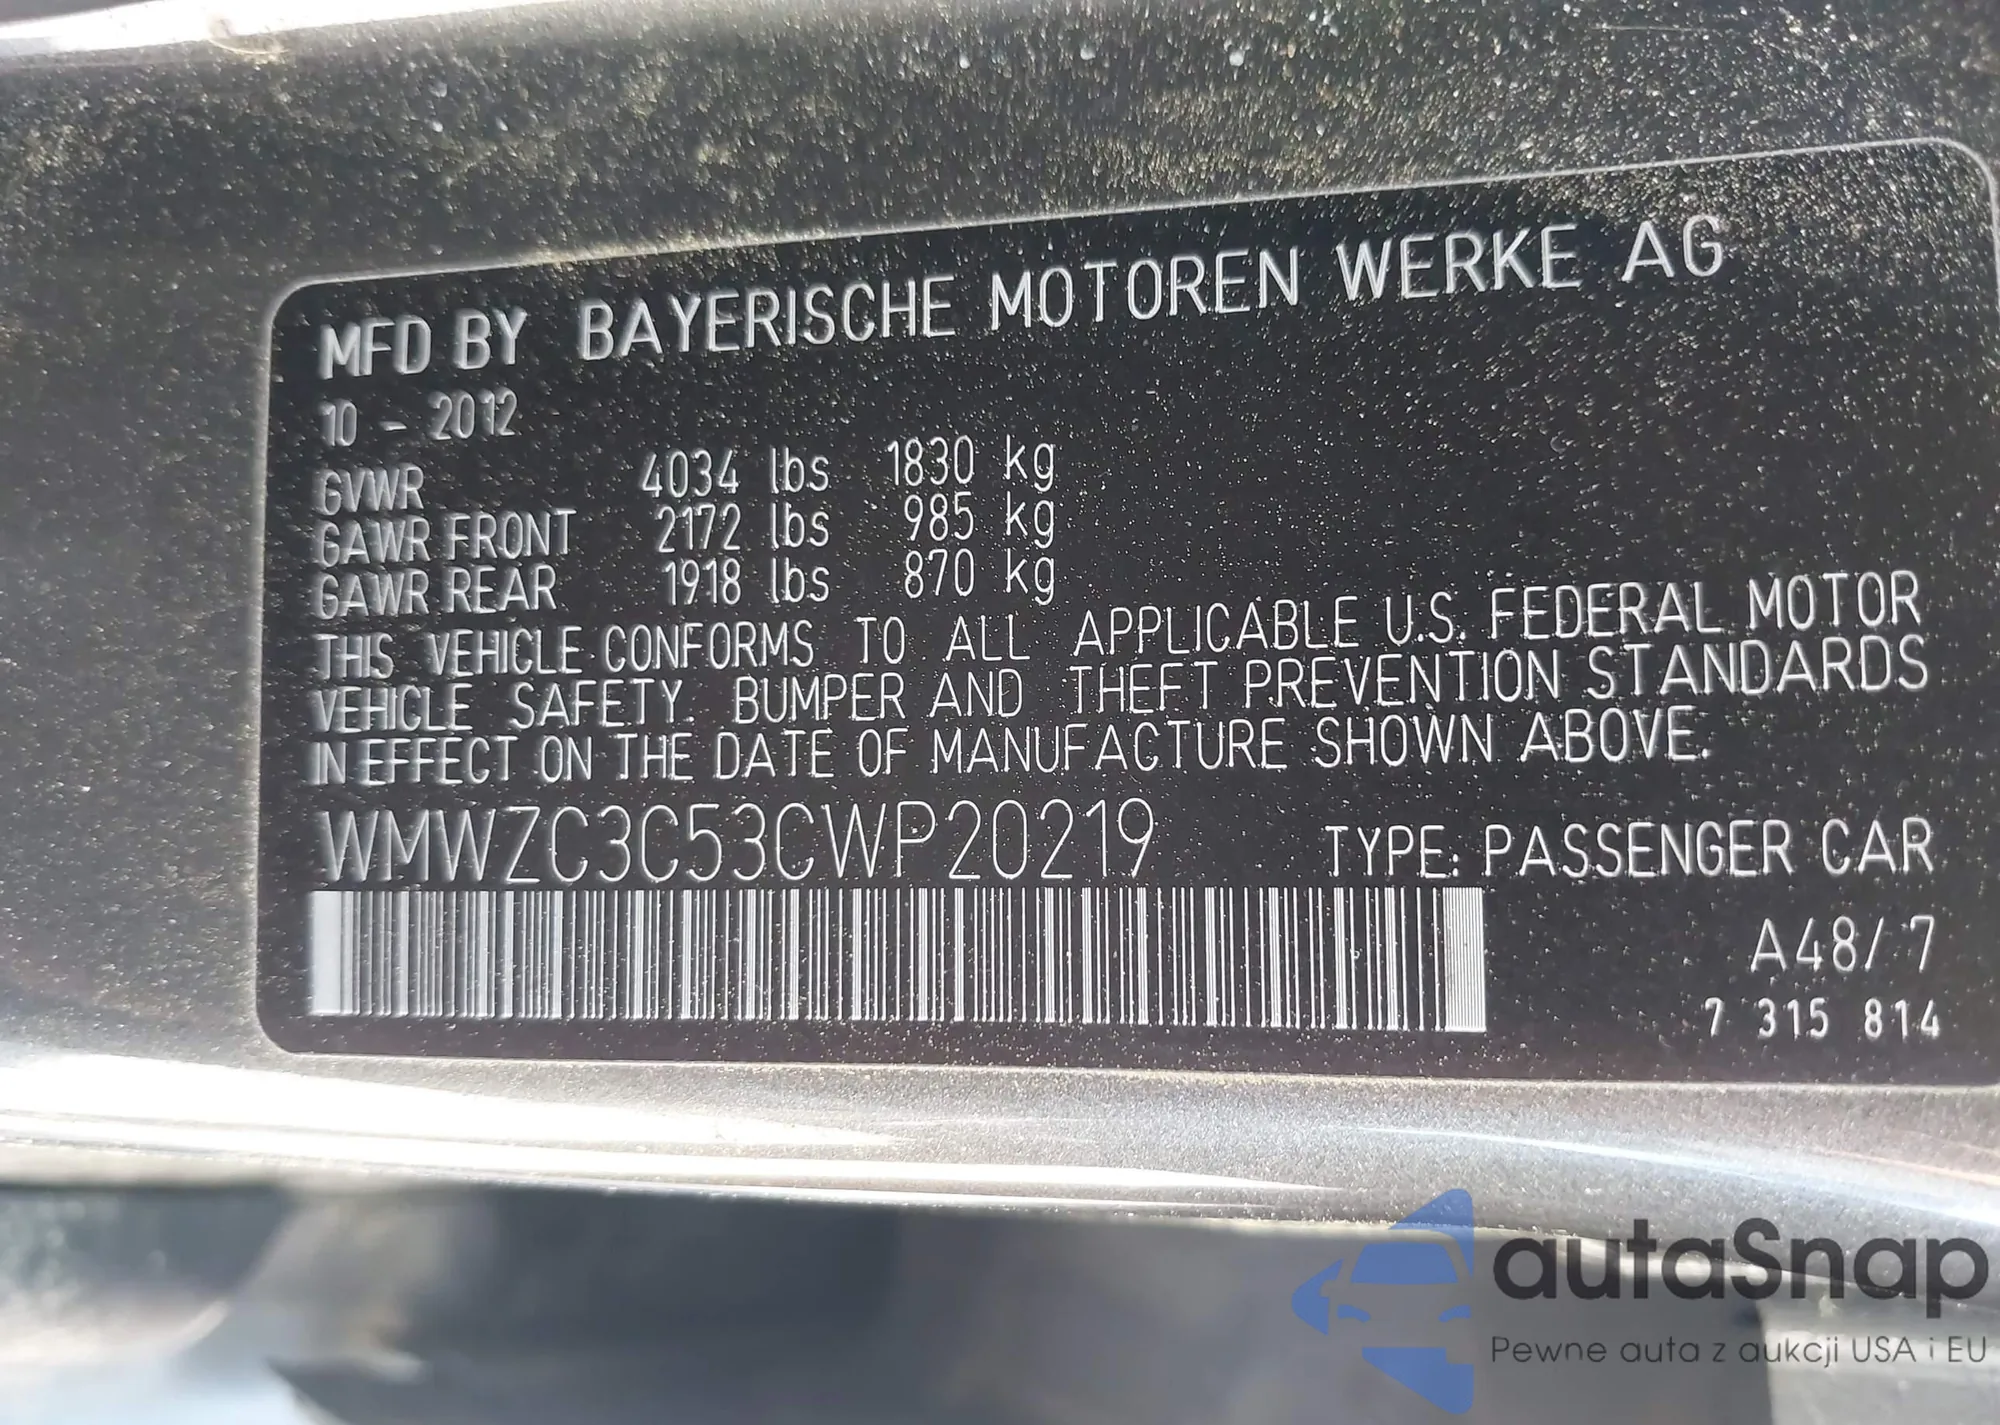 MFD BY BAYERISCHE MOTOREN WERKE AG
10 - 2012
GVWR 4034 lbs 1830 kg
GAWR FRONT 2172 lbs 985 kg
GAWR REAR 1918 lbs 870 kg
THIS VEHICLE CONFORMS TO ALL APPLICABLE U.S. FEDERAL MOTOR
VEHICLE SAFETY, BUMPER AND THEFT PREVENTION STANDARDS
IN EFFECT ON THE DATE OF MANUFACTURE SHOWN ABOVE.
WMWZC3C53CWP20219 TYPE: PASSENGER CAR
A48/ 7
7 315 814
autaSnap
Pewne auta z aukcji USA i EU